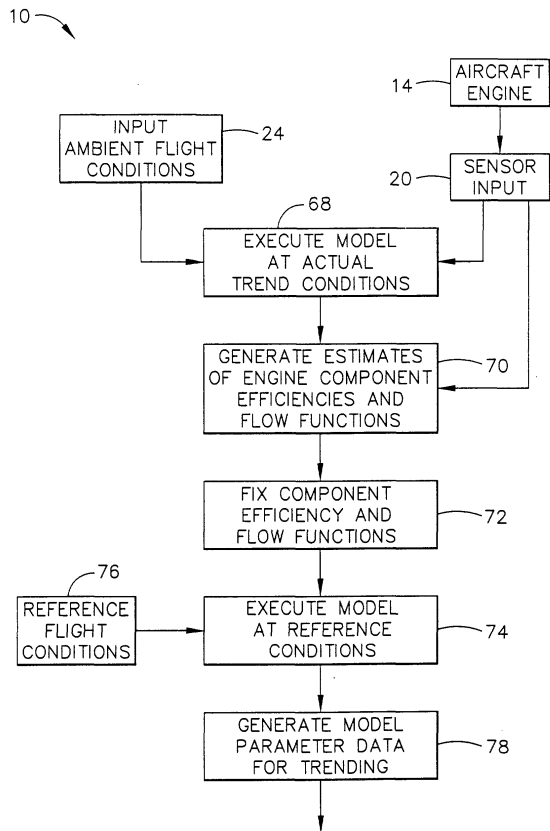 10
AIRCRAFT
ENGINE
14
INPUT
AMBIENT FLIGHT
CONDITIONS
24
SENSOR
INPUT
20
68
EXECUTE MODEL
AT ACTUAL
TREND CONDITIONS
GENERATE ESTIMATES
OF ENGINE COMPONENT
EFFICIENCIES AND
FLOW FUNCTIONS
70
FIX COMPONENT
EFFICIENCY AND
FLOW FUNCTIONS
72
76
REFERENCE
FLIGHT
CONDITIONS
EXECUTE MODEL
AT REFERENCE
CONDITIONS
74
GENERATE MODEL
PARAMETER DATA
FOR TRENDING
78